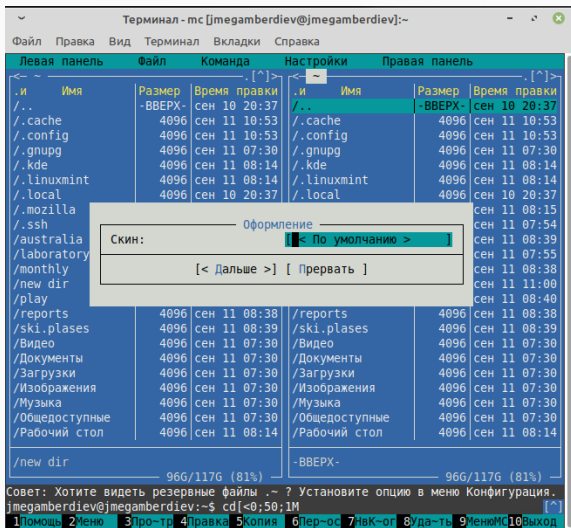 Терминал - mc [jmegamberdiev@jmegamberdiev]:~
Файл Правка Вид Терминал Вкладки Справка
Левая панель Файл Команда Настройки Правая панель
<- ~ .[^]> <- ~ .[^]>
.и Имя Размер Время правки .и Имя Размер Время правки
/.. -ВВЕРХ- сен 10 20:37 /.. -ВВЕРХ- сен 10 20:37
/.cache 4096 сен 11 10:53 /.cache 4096 сен 11 10:53
/.config 4096 сен 11 10:53 /.config 4096 сен 11 10:53
/.gnupg 4096 сен 11 07:30 /.gnupg 4096 сен 11 07:30
/.kde 4096 сен 11 08:14 /.kde 4096 сен 11 08:14
/.linuxmint 4096 сен 11 08:14 /.linuxmint 4096 сен 11 08:14
/.local 4096 сен 10 20:37 /.local 4096 сен 10 20:37
/.mozilla сен 11 08:15
/.ssh Оформление сен 11 07:54
/australia Скин: [< По умолчанию > ] сен 11 08:39
/laboratory сен 11 07:55
/monthly [< Дальше >] [ Прервать ] сен 11 08:38
/new dir сен 11 11:00
/play сен 11 08:40
/reports 4096 сен 11 08:38 /reports 4096 сен 11 08:38
/ski.plases 4096 сен 11 08:39 /ski.plases 4096 сен 11 08:39
/Видео 4096 сен 11 07:30 /Видео 4096 сен 11 07:30
/Документы 4096 сен 11 07:30 /Документы 4096 сен 11 07:30
/Загрузки 4096 сен 11 07:30 /Загрузки 4096 сен 11 07:30
/Изображения 4096 сен 11 07:30 /Изображения 4096 сен 11 07:30
/Музыка 4096 сен 11 07:30 /Музыка 4096 сен 11 07:30
/Общедоступные 4096 сен 11 07:30 /Общедоступные 4096 сен 11 07:30
/Рабочий стол 4096 сен 11 08:14 /Рабочий стол 4096 сен 11 08:14
/new dir -ВВЕРХ-
96G/117G (81%) 96G/117G (81%)
Совет: Хотите видеть резервные файлы .~ ? Установите опцию в меню Конфигурация.
jmegamberdiev@jmegamberdiev:~$ cd[<0;50;1M [^]
1Помощь 2Меню 3Про~тр 4Правка 5Копия 6Пер~ос 7НвК~ог 8Уда~ть 9МенюMC 10Выход